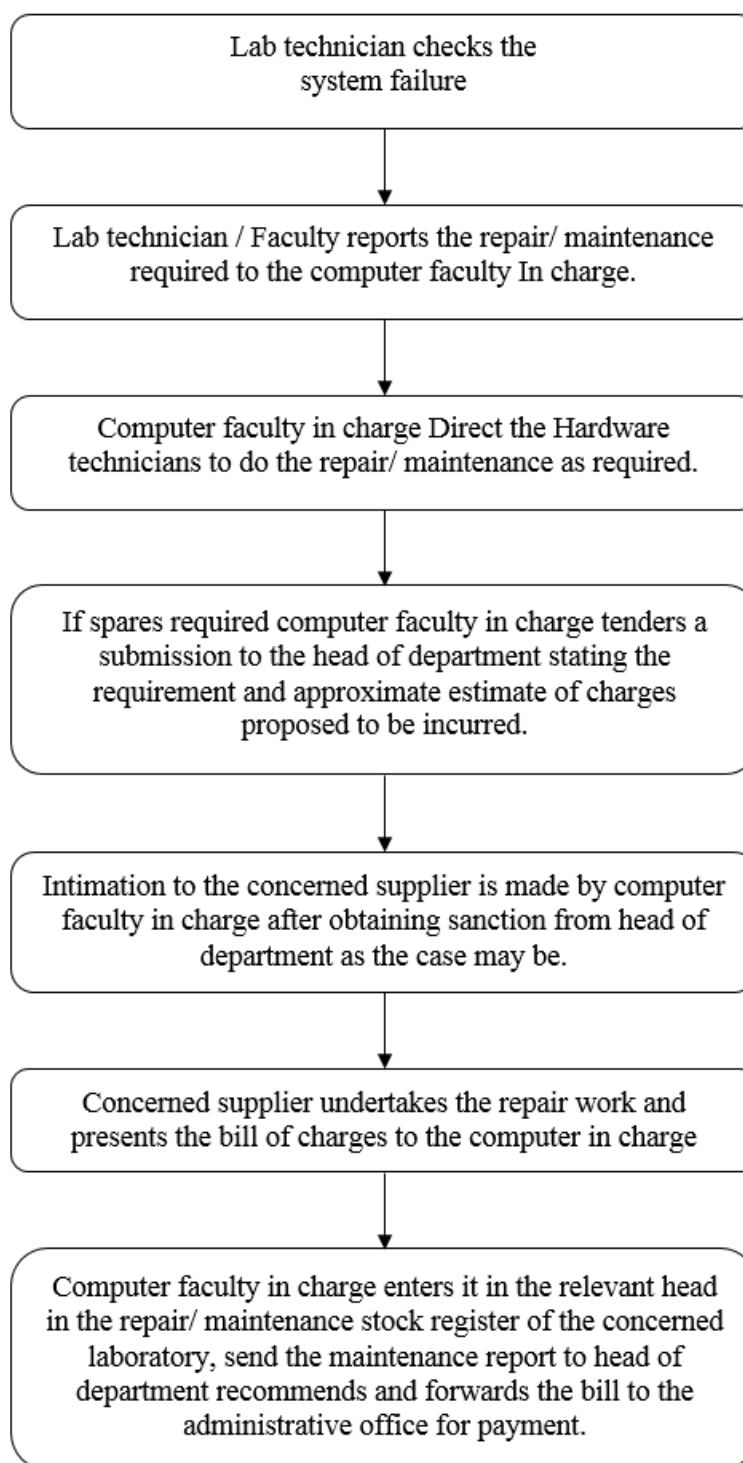 Lab technician checks the
system failure
Lab technician / Faculty reports the repair/ maintenance
required to the computer faculty In charge.
Computer faculty in charge Direct the Hardware
technicians to do the repair/ maintenance as required.
If spares required computer faculty in charge tenders a
submission to the head of department stating the
requirement and approximate estimate of charges
proposed to be incurred.
Intimation to the concerned supplier is made by computer
faculty in charge after obtaining sanction from head of
department as the case may be.
Concerned supplier undertakes the repair work and
presents the bill of charges to the computer in charge
Computer faculty in charge enters it in the relevant head
in the repair/ maintenance stock register of the concerned
laboratory, send the maintenance report to head of
department recommends and forwards the bill to the
administrative office for payment.